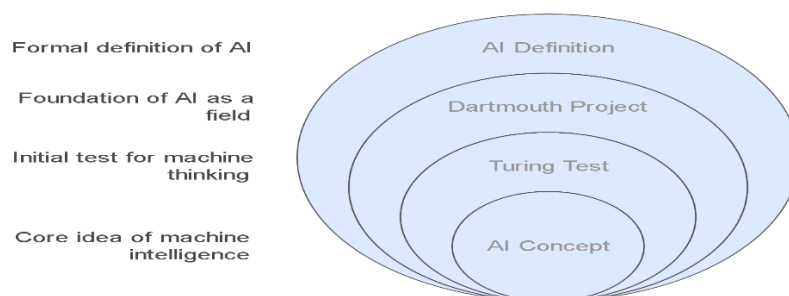 Formal definition of AI
AI Definition
Foundation of AI as a
field
Dartmouth Project
Initial test for machine
thinking
Turing Test
Core idea of machine
intelligence
AI Concept